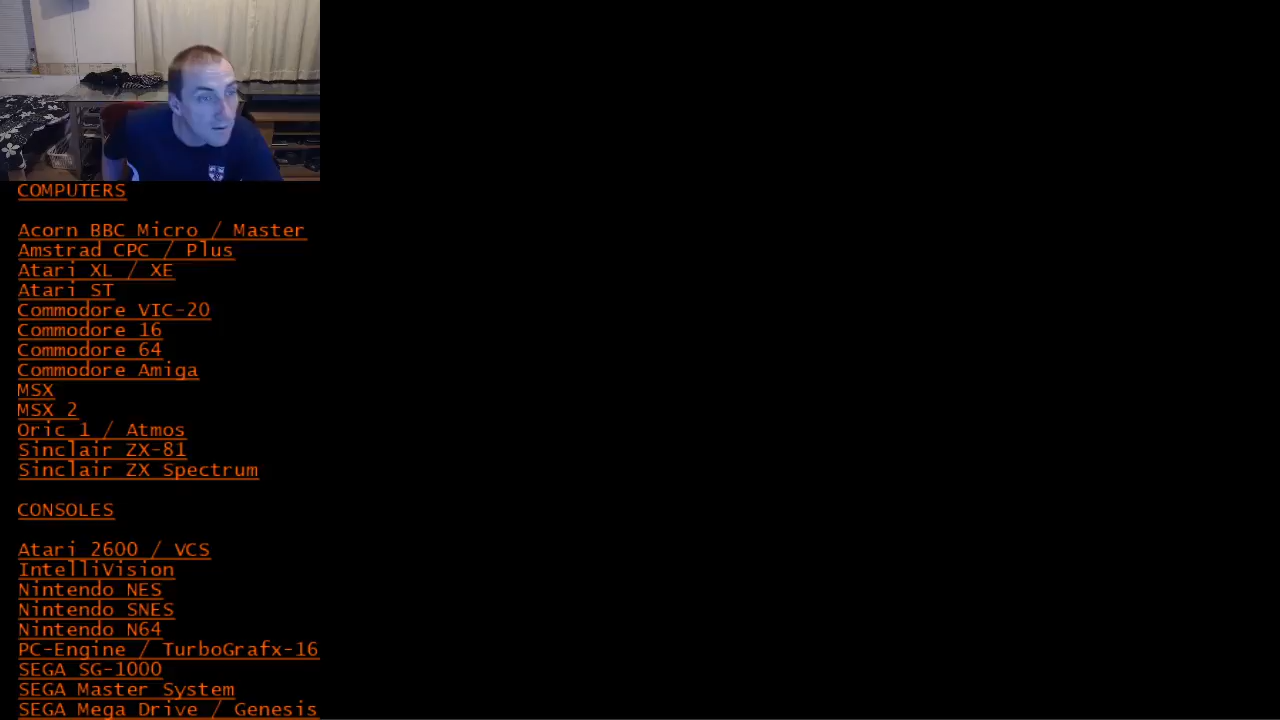 COMPUTERS
Acorn BBC Micro / Master
Amstrad CPC / Plus
Atari XL / XE
Atari ST
Commodore VIC-20
Commodore 16
Commodore 64
Commodore Amiga
MSX
MSX 2
Oric 1 / Atmos
Sinclair ZX-81
Sinclair ZX Spectrum
CONSOLES
Atari 2600 / VCS
IntelliVision
Nintendo NES
Nintendo SNES
Nintendo N64
PC-Engine / TurboGrafx-16
SEGA SG-1000
SEGA Master System
SEGA Mega Drive / Genesis